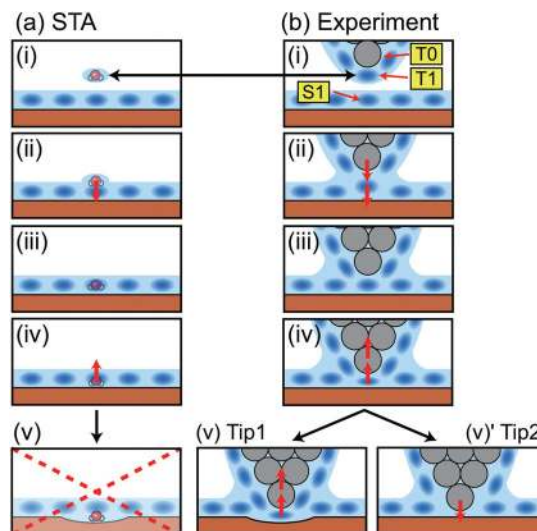 (a) STA
(b) Experiment
(i)
(i)
T0
T1
S1
(ii)
(ii)
(iii)
(iii)
(iv)
(iv)
(v)
(v) Tip1
(v)' Tip2